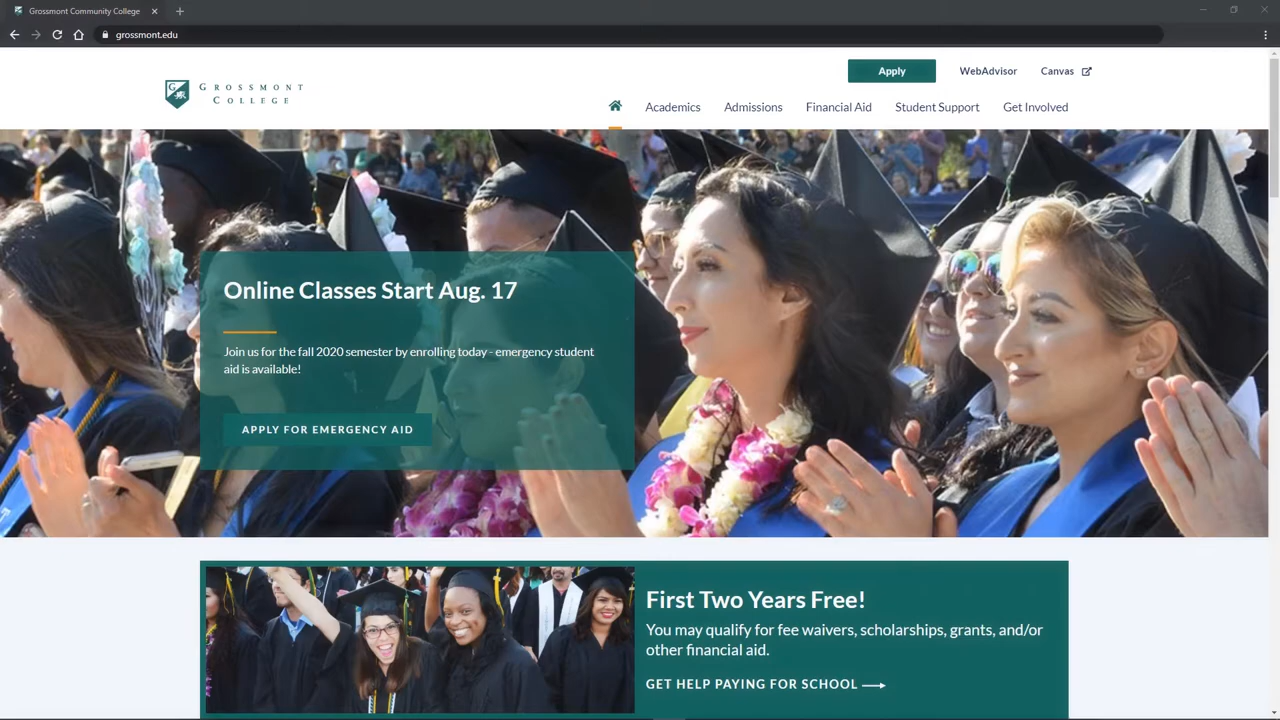 Grossmont Community College
grossmont.edu
Apply
WebAdvisor
Canvas
GROSSMONT
COLLEGE
Academics
Admissions
Financial Aid
Student Support
Get Involved
Online Classes Start Aug. 17
Join us for the fall 2020 semester by enrolling today - emergency student
aid is available!
APPLY FOR EMERGENCY AID
First Two Years Free!
You may qualify for fee waivers, scholarships, grants, and/or
other financial aid.
GET HELP PAYING FOR SCHOOL